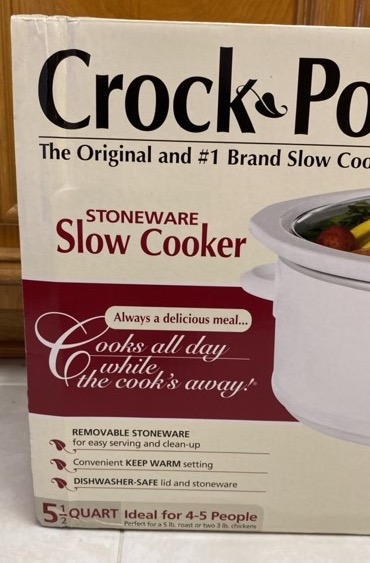 Crock Po
The Original and #1 Brand Slow Coo
STONEWARE
Slow Cooker
Always a delicious meal...
Cooks all day
while
the cook's away!®
REMOVABLE STONEWARE
for easy serving and clean-up
Convenient KEEP WARM setting
DISHWASHER-SAFE lid and stoneware
5 1/2 QUART Ideal for 4-5 People
Perfect for a 5 lb. roast or two 3 lb. chickens